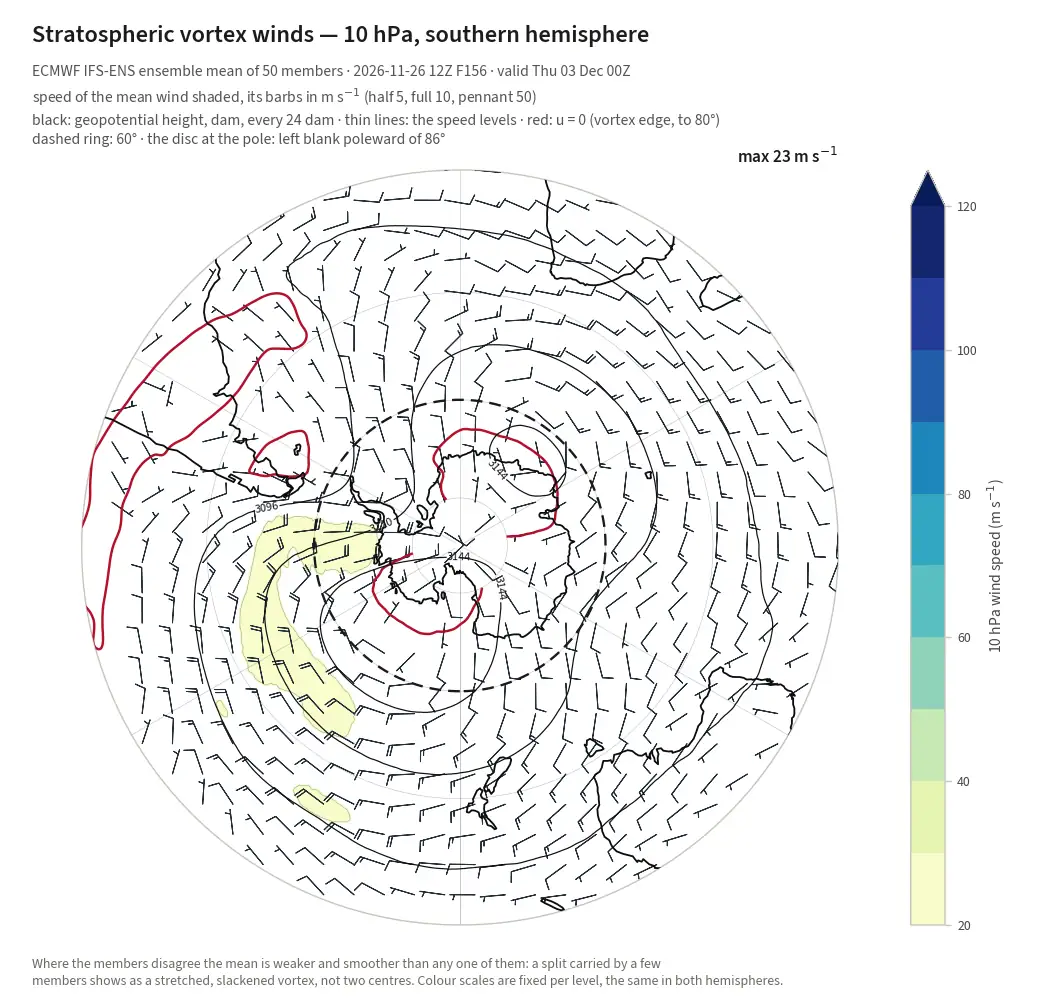 Stratospheric vortex winds — 10 hPa, southern hemisphere
ECMWF IFS-ENS ensemble mean of 50 members · 2026-11-26 12Z F156 · valid Thu 03 Dec 00Z
speed of the mean wind shaded, its barbs in m s⁻¹ (half 5, full 10, pennant 50)
black: geopotential height, dam, every 24 dam · thin lines: the speed levels · red: u = 0 (vortex edge, to 80°)
dashed ring: 60° · the disc at the pole: left blank poleward of 86°
max 23 m s⁻¹
120
100
80
60
40
20
10 hPa wind speed (m s⁻¹)
3144
3096
3144
3144
Where the members disagree the mean is weaker and smoother than any one of them: a split carried by a few
members shows as a stretched, slackened vortex, not two centres. Colour scales are fixed per level, the same in both hemispheres.